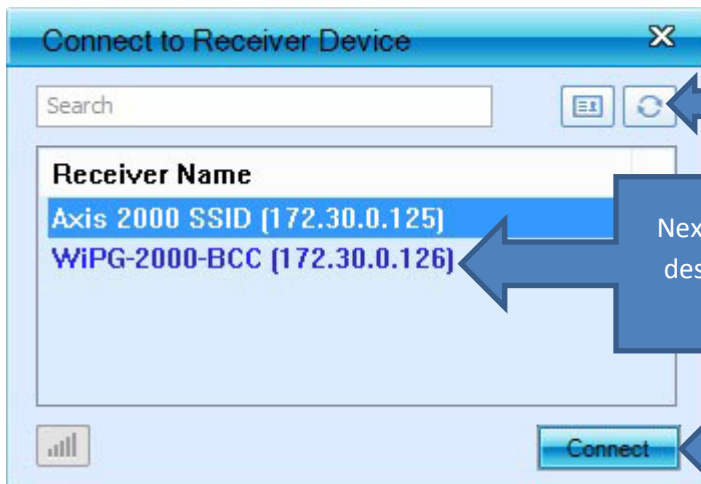 Connect to Receiver Device
Search
Receiver Name
Axis 2000 SSID (172.30.0.125)
WiPG-2000-BCC (172.30.0.126)
Nex
des
Connect